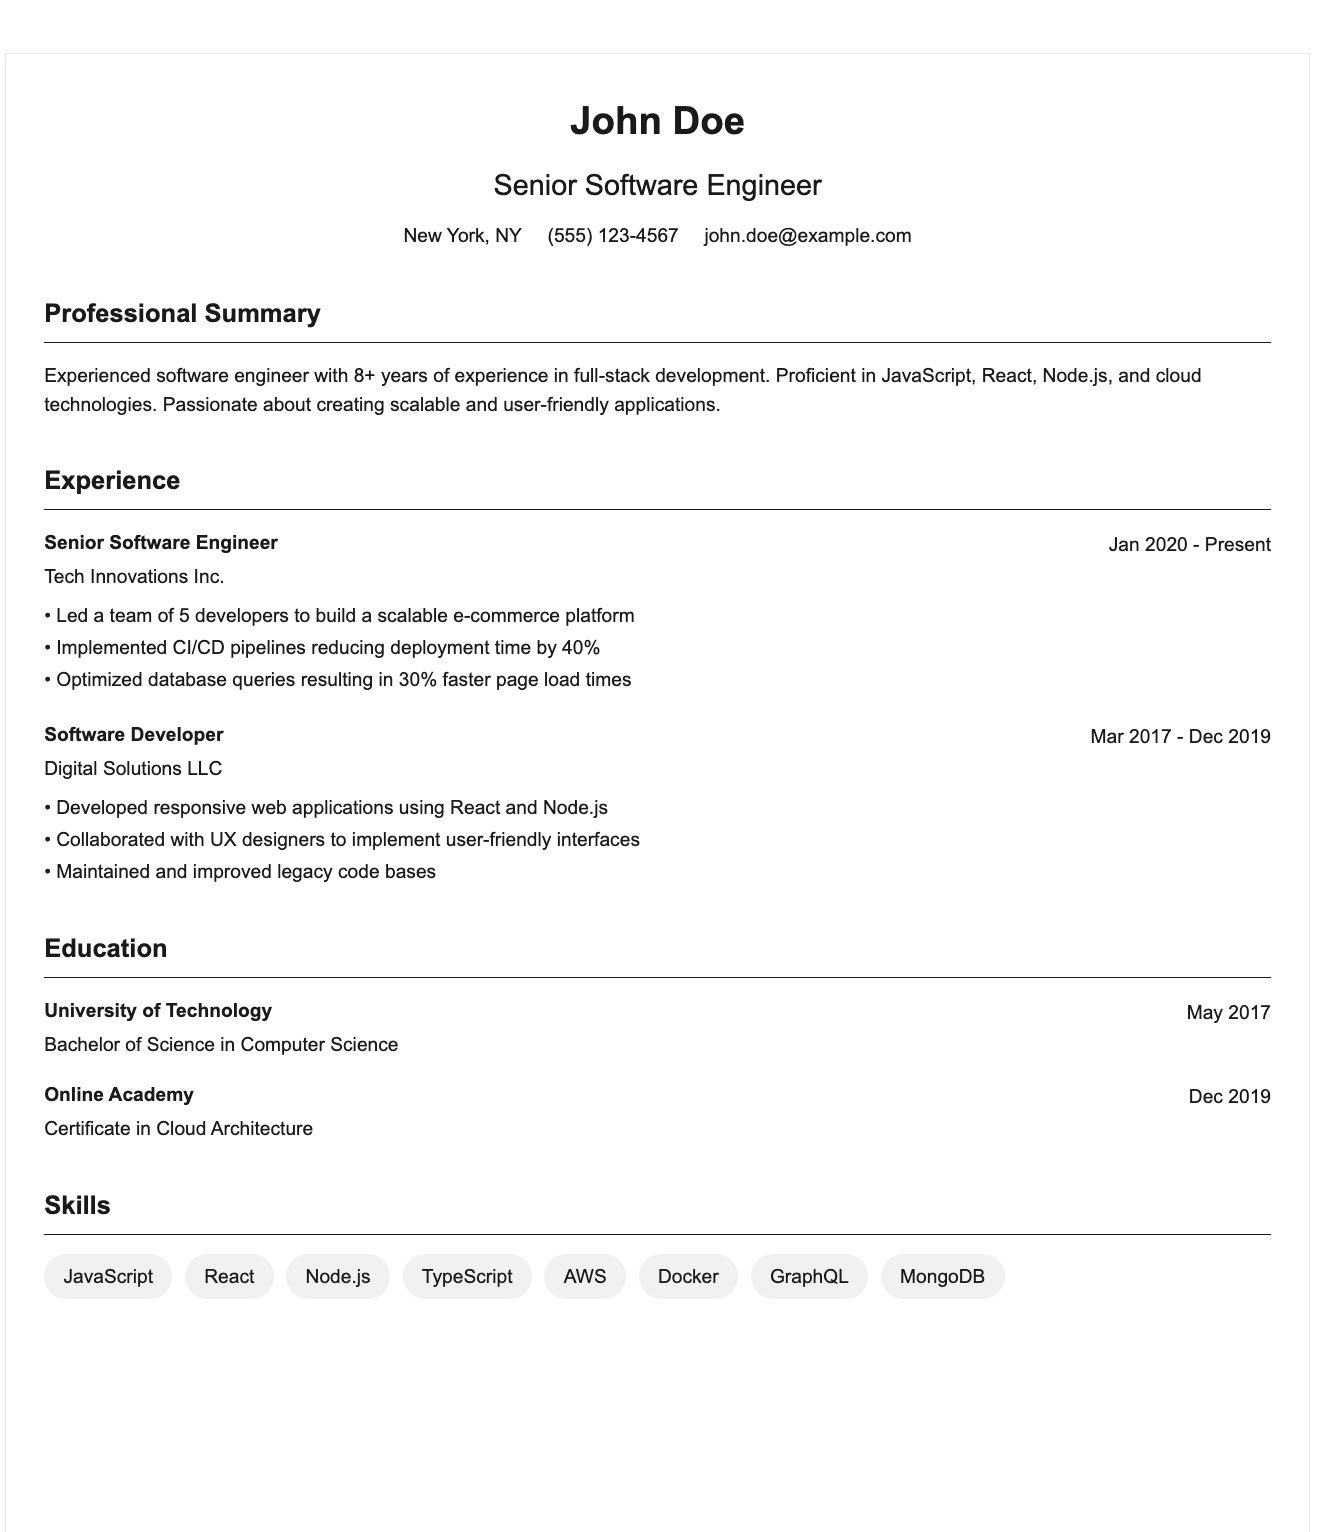 John Doe
Senior Software Engineer
New York, NY (555) 123-4567 john.doe@example.com
Professional Summary
Experienced software engineer with 8+ years of experience in full-stack development. Proficient in JavaScript, React, Node.js, and cloud
technologies. Passionate about creating scalable and user-friendly applications.
Experience
Senior Software Engineer Jan 2020 - Present
Tech Innovations Inc.
• Led a team of 5 developers to build a scalable e-commerce platform
• Implemented CI/CD pipelines reducing deployment time by 40%
• Optimized database queries resulting in 30% faster page load times
Software Developer Mar 2017 - Dec 2019
Digital Solutions LLC
• Developed responsive web applications using React and Node.js
• Collaborated with UX designers to implement user-friendly interfaces
• Maintained and improved legacy code bases
Education
University of Technology May 2017
Bachelor of Science in Computer Science
Online Academy Dec 2019
Certificate in Cloud Architecture
Skills
JavaScript React Node.js TypeScript AWS Docker GraphQL MongoDB